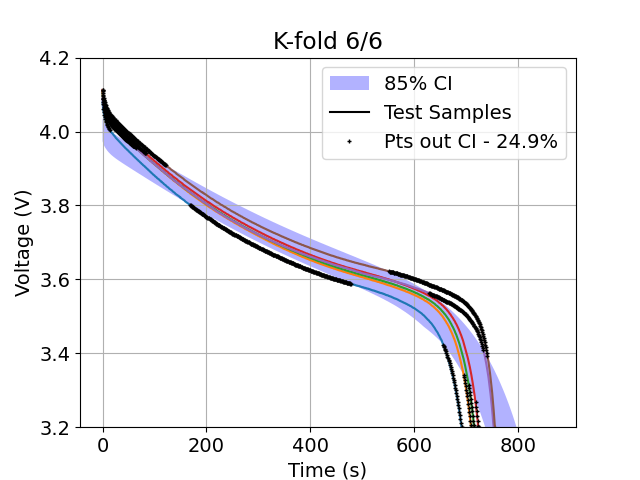 K-fold 6/6
85% CI
Test Samples
Pts out CI - 24.9%
Voltage (V)
4.2
4.0
3.8
3.6
3.4
3.2
0 200 400 600 800
Time (s)